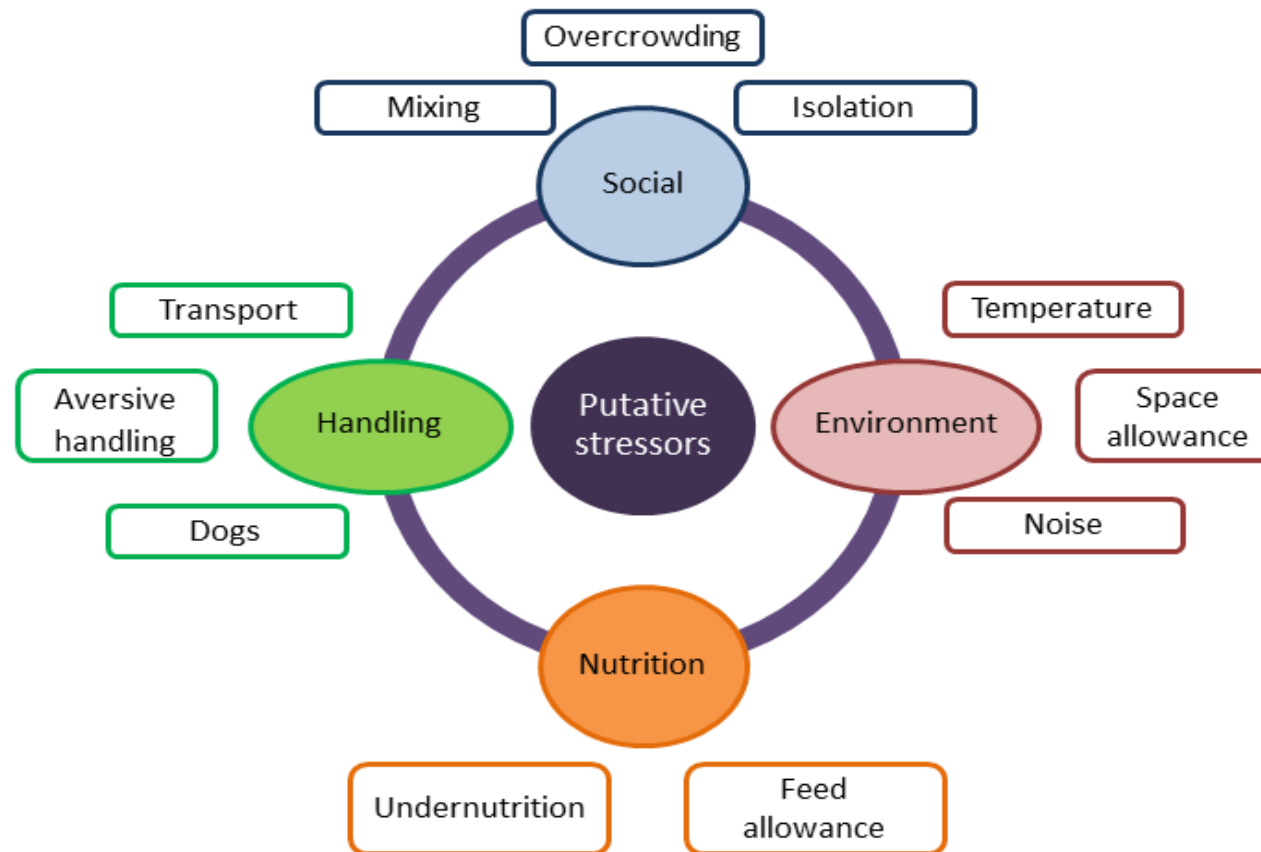 Overcrowding
Mixing
Isolation
Social
Transport
Temperature
Aversive
handling
Handling
Putative
stressors
Environment
Space
allowance
Dogs
Noise
Nutrition
Undernutrition
Feed
allowance